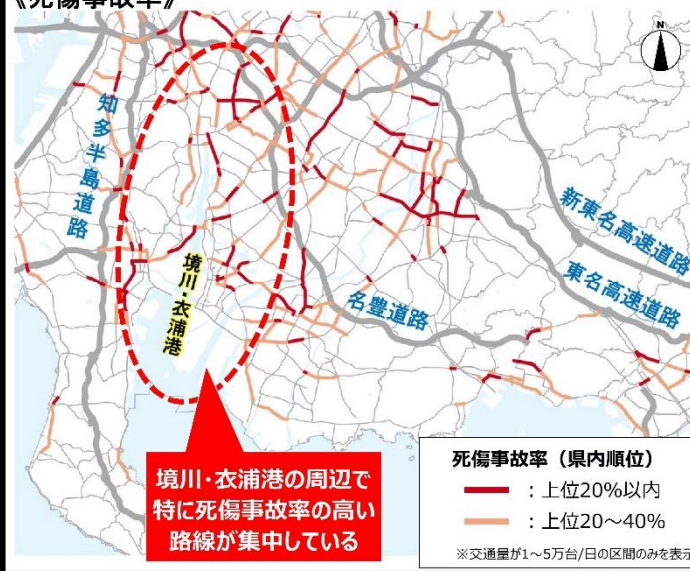 《死傷事故率》
N
知多半島道路
境川・衣浦港
新東名高速道路
東名高速道路
名豊道路
境川・衣浦港の周辺で
特に死傷事故率の高い
路線が集中している
死傷事故率（県内順位）
：上位20%以内
：上位20～40%
※交通量が1～5万台/日の区間のみを表示